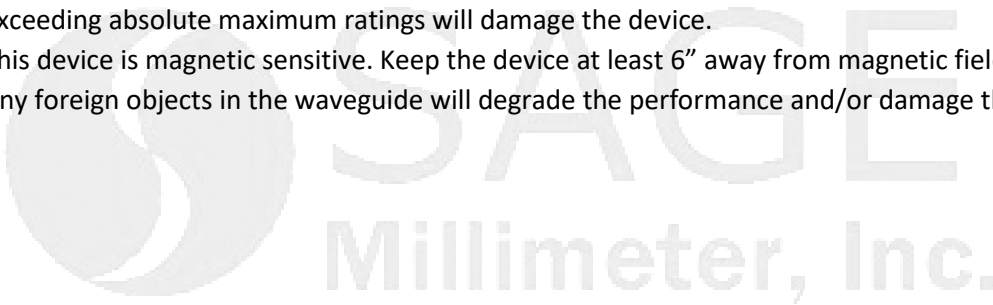 xceeding absolute maximum ratings will damage the device.
his device is magnetic sensitive. Keep the device at least 6” away from magnetic fiel
ny foreign objects in the waveguide will degrade the performance and/or damage th
SAGE
Millimeter, Inc.